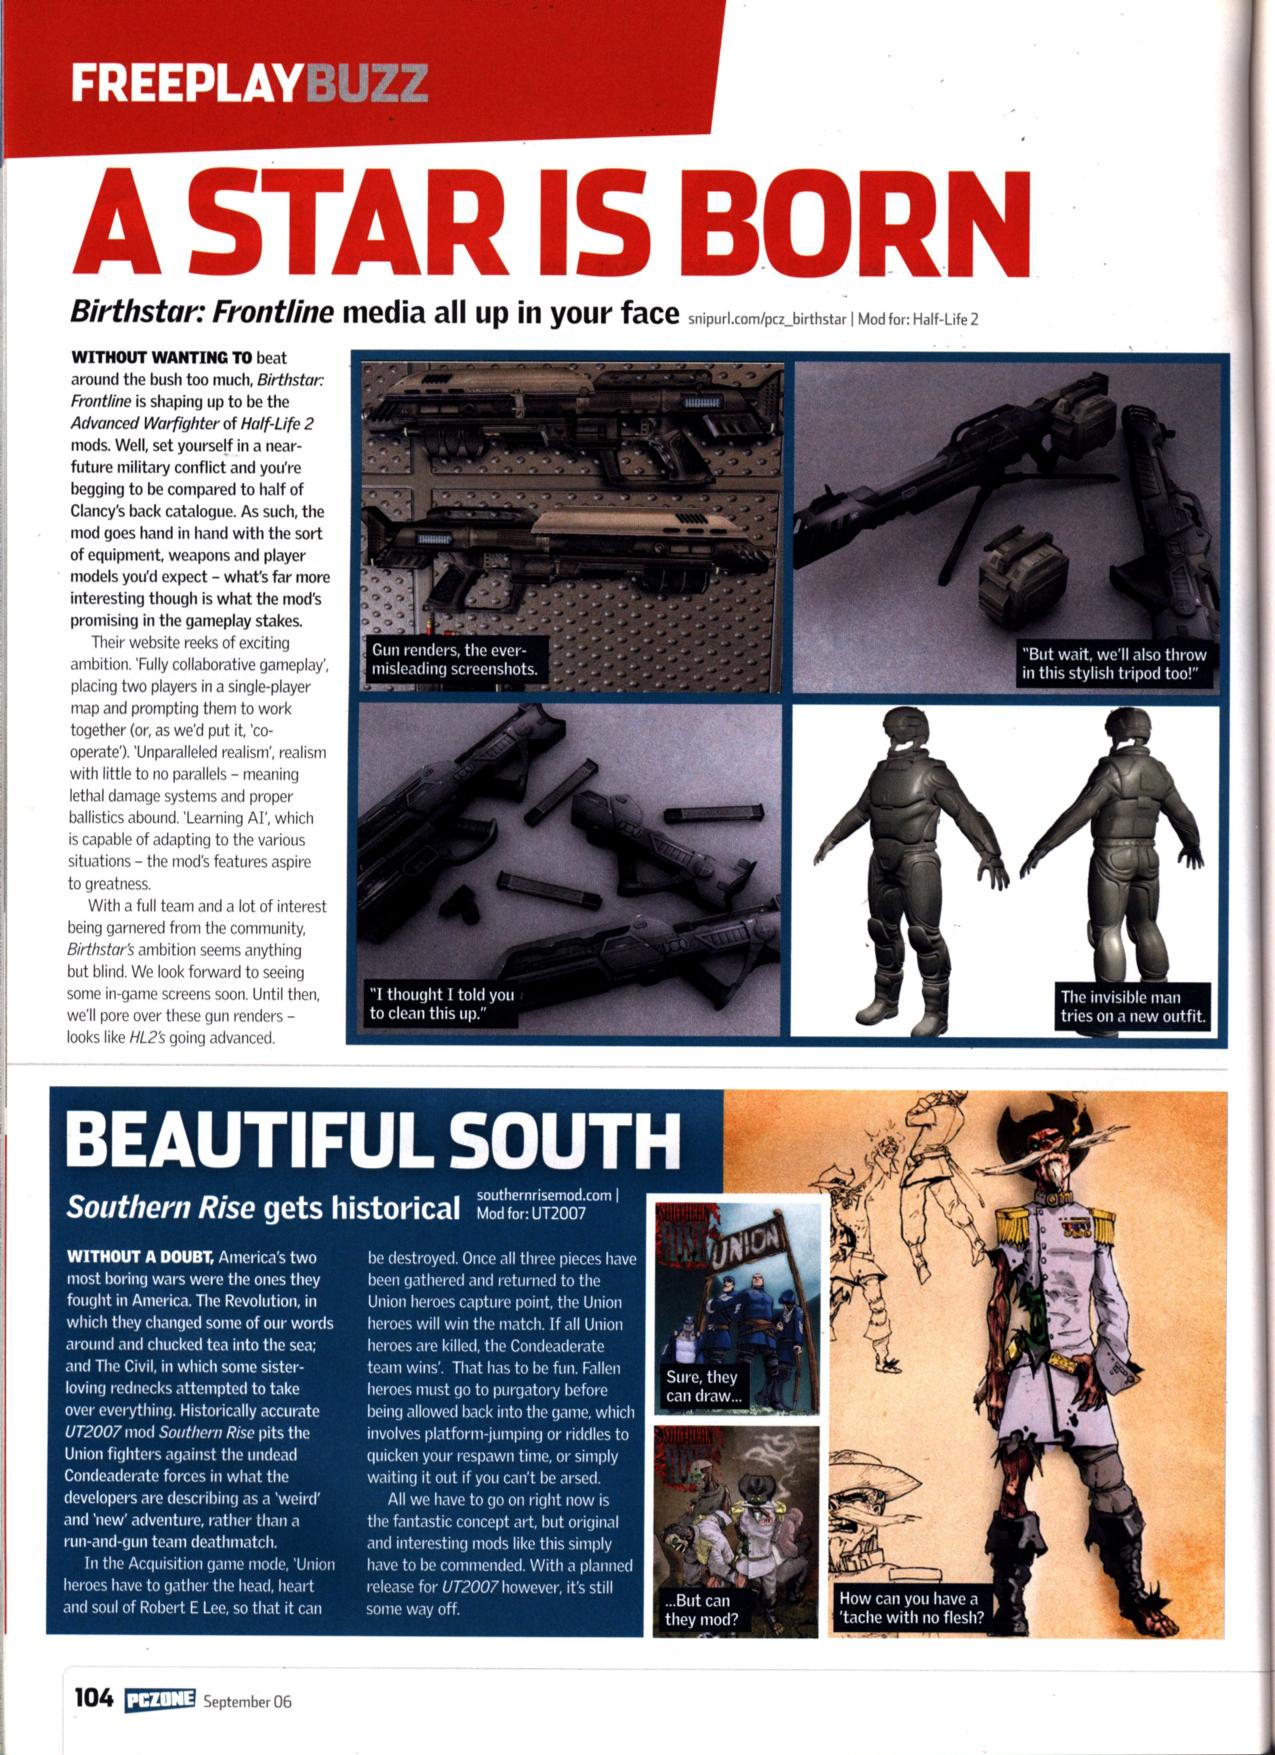 FREEPLAYBUZZ
A STAR IS BORN
Birthstar: Frontline media all up in your face snipurl.com/pcz_birthstar | Mod for: Half-Life 2
WITHOUT WANTING TO beat
around the bush too much, Birthstar:
Frontline is shaping up to be the
Advanced Warfighter of Half-Life 2
mods. Well, set yourself in a near-
future military conflict and you're
begging to be compared to half of
Clancy's back catalogue. As such, the
mod goes hand in hand with the sort
of equipment, weapons and player
models you'd expect – what's far more
interesting though is what the mod's
promising in the gameplay stakes.
Their website reeks of exciting
ambition. 'Fully collaborative gameplay',
placing two players in a single-player
map and prompting them to work
together (or, as we'd put it, 'co-
operate'). 'Unparalleled realism', realism
with little to no parallels – meaning
lethal damage systems and proper
ballistics abound. 'Learning AI', which
is capable of adapting to the various
situations – the mod's features aspire
to greatness.
With a full team and a lot of interest
being garnered from the community,
Birthstar's ambition seems anything
but blind. We look forward to seeing
some in-game screens soon. Until then,
we'll pore over these gun renders –
looks like HL2's going advanced.
Gun renders, the ever-
misleading screenshots.
"But wait, we'll also throw
in this stylish tripod too!"
"I thought I told you
to clean this up."
The invisible man
tries on a new outfit.
BEAUTIFUL SOUTH
Southern Rise gets historical southernrisemod.com |
Mod for: UT2007
WITHOUT A DOUBT, America's two
most boring wars were the ones they
fought in America. The Revolution, in
which they changed some of our words
around and chucked tea into the sea;
and The Civil, in which some sister-
loving rednecks attempted to take
over everything. Historically accurate
UT2007 mod Southern Rise pits the
Union fighters against the undead
Condeaderate forces in what the
developers are describing as a 'weird'
and 'new' adventure, rather than a
run-and-gun team deathmatch.
In the Acquisition game mode, 'Union
heroes have to gather the head, heart
and soul of Robert E Lee, so that it can
be destroyed. Once all three pieces have
been gathered and returned to the
Union heroes capture point, the Union
heroes will win the match. If all Union
heroes are killed, the Condeaderate
team wins'. That has to be fun. Fallen
heroes must go to purgatory before
being allowed back into the game, which
involves platform-jumping or riddles to
quicken your respawn time, or simply
waiting it out if you can't be arsed.
All we have to go on right now is
the fantastic concept art, but original
and interesting mods like this simply
have to be commended. With a planned
release for UT2007 however, it's still
some way off.
SOUTHERN
RISE
UNION
Sure, they
can draw...
SOUTHERN
RISE
...But can
they mod?
How can you have a
'tache with no flesh?
104 PCZONE September 06